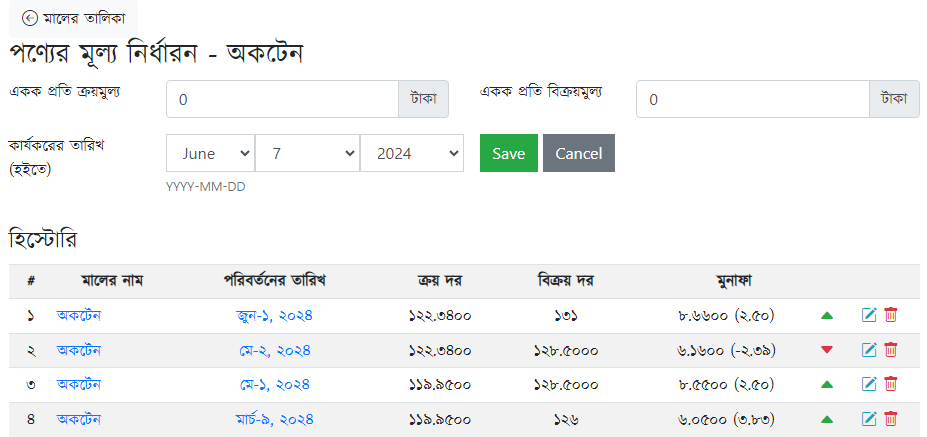 মালের তালিকা
পণ্যের মূল্য নির্ধারন - অকটেন
একক প্রতি ক্রয়মুল্য 0 টাকা একক প্রতি বিক্রয়মুল্য 0 টাকা
কার্যকরের তারিখ (হইতে) June 7 2024 Save Cancel
YYYY-MM-DD
হিস্টোরি
# মালের নাম পরিবর্তনের তারিখ ক্রয় দর বিক্রয় দর মুনাফা
১ অকটেন জুন-১, ২০২৪ ১২২.৩৪০০ ১৩১ ৮.৬৬০০ (২.৫০)
২ অকটেন মে-২, ২০২৪ ১২২.৩৪০০ ১২৮.৫০০০ ৬.১৬০০ (-২.৩৯)
৩ অকটেন মে-১, ২০২৪ ১১৯.৯৫০০ ১২৮.৫০০০ ৮.৫৫০০ (২.৫০)
৪ অকটেন মার্চ-৯, ২০২৪ ১১৯.৯৫০০ ১২৬ ৬.০৫০০ (৩.৮৩)